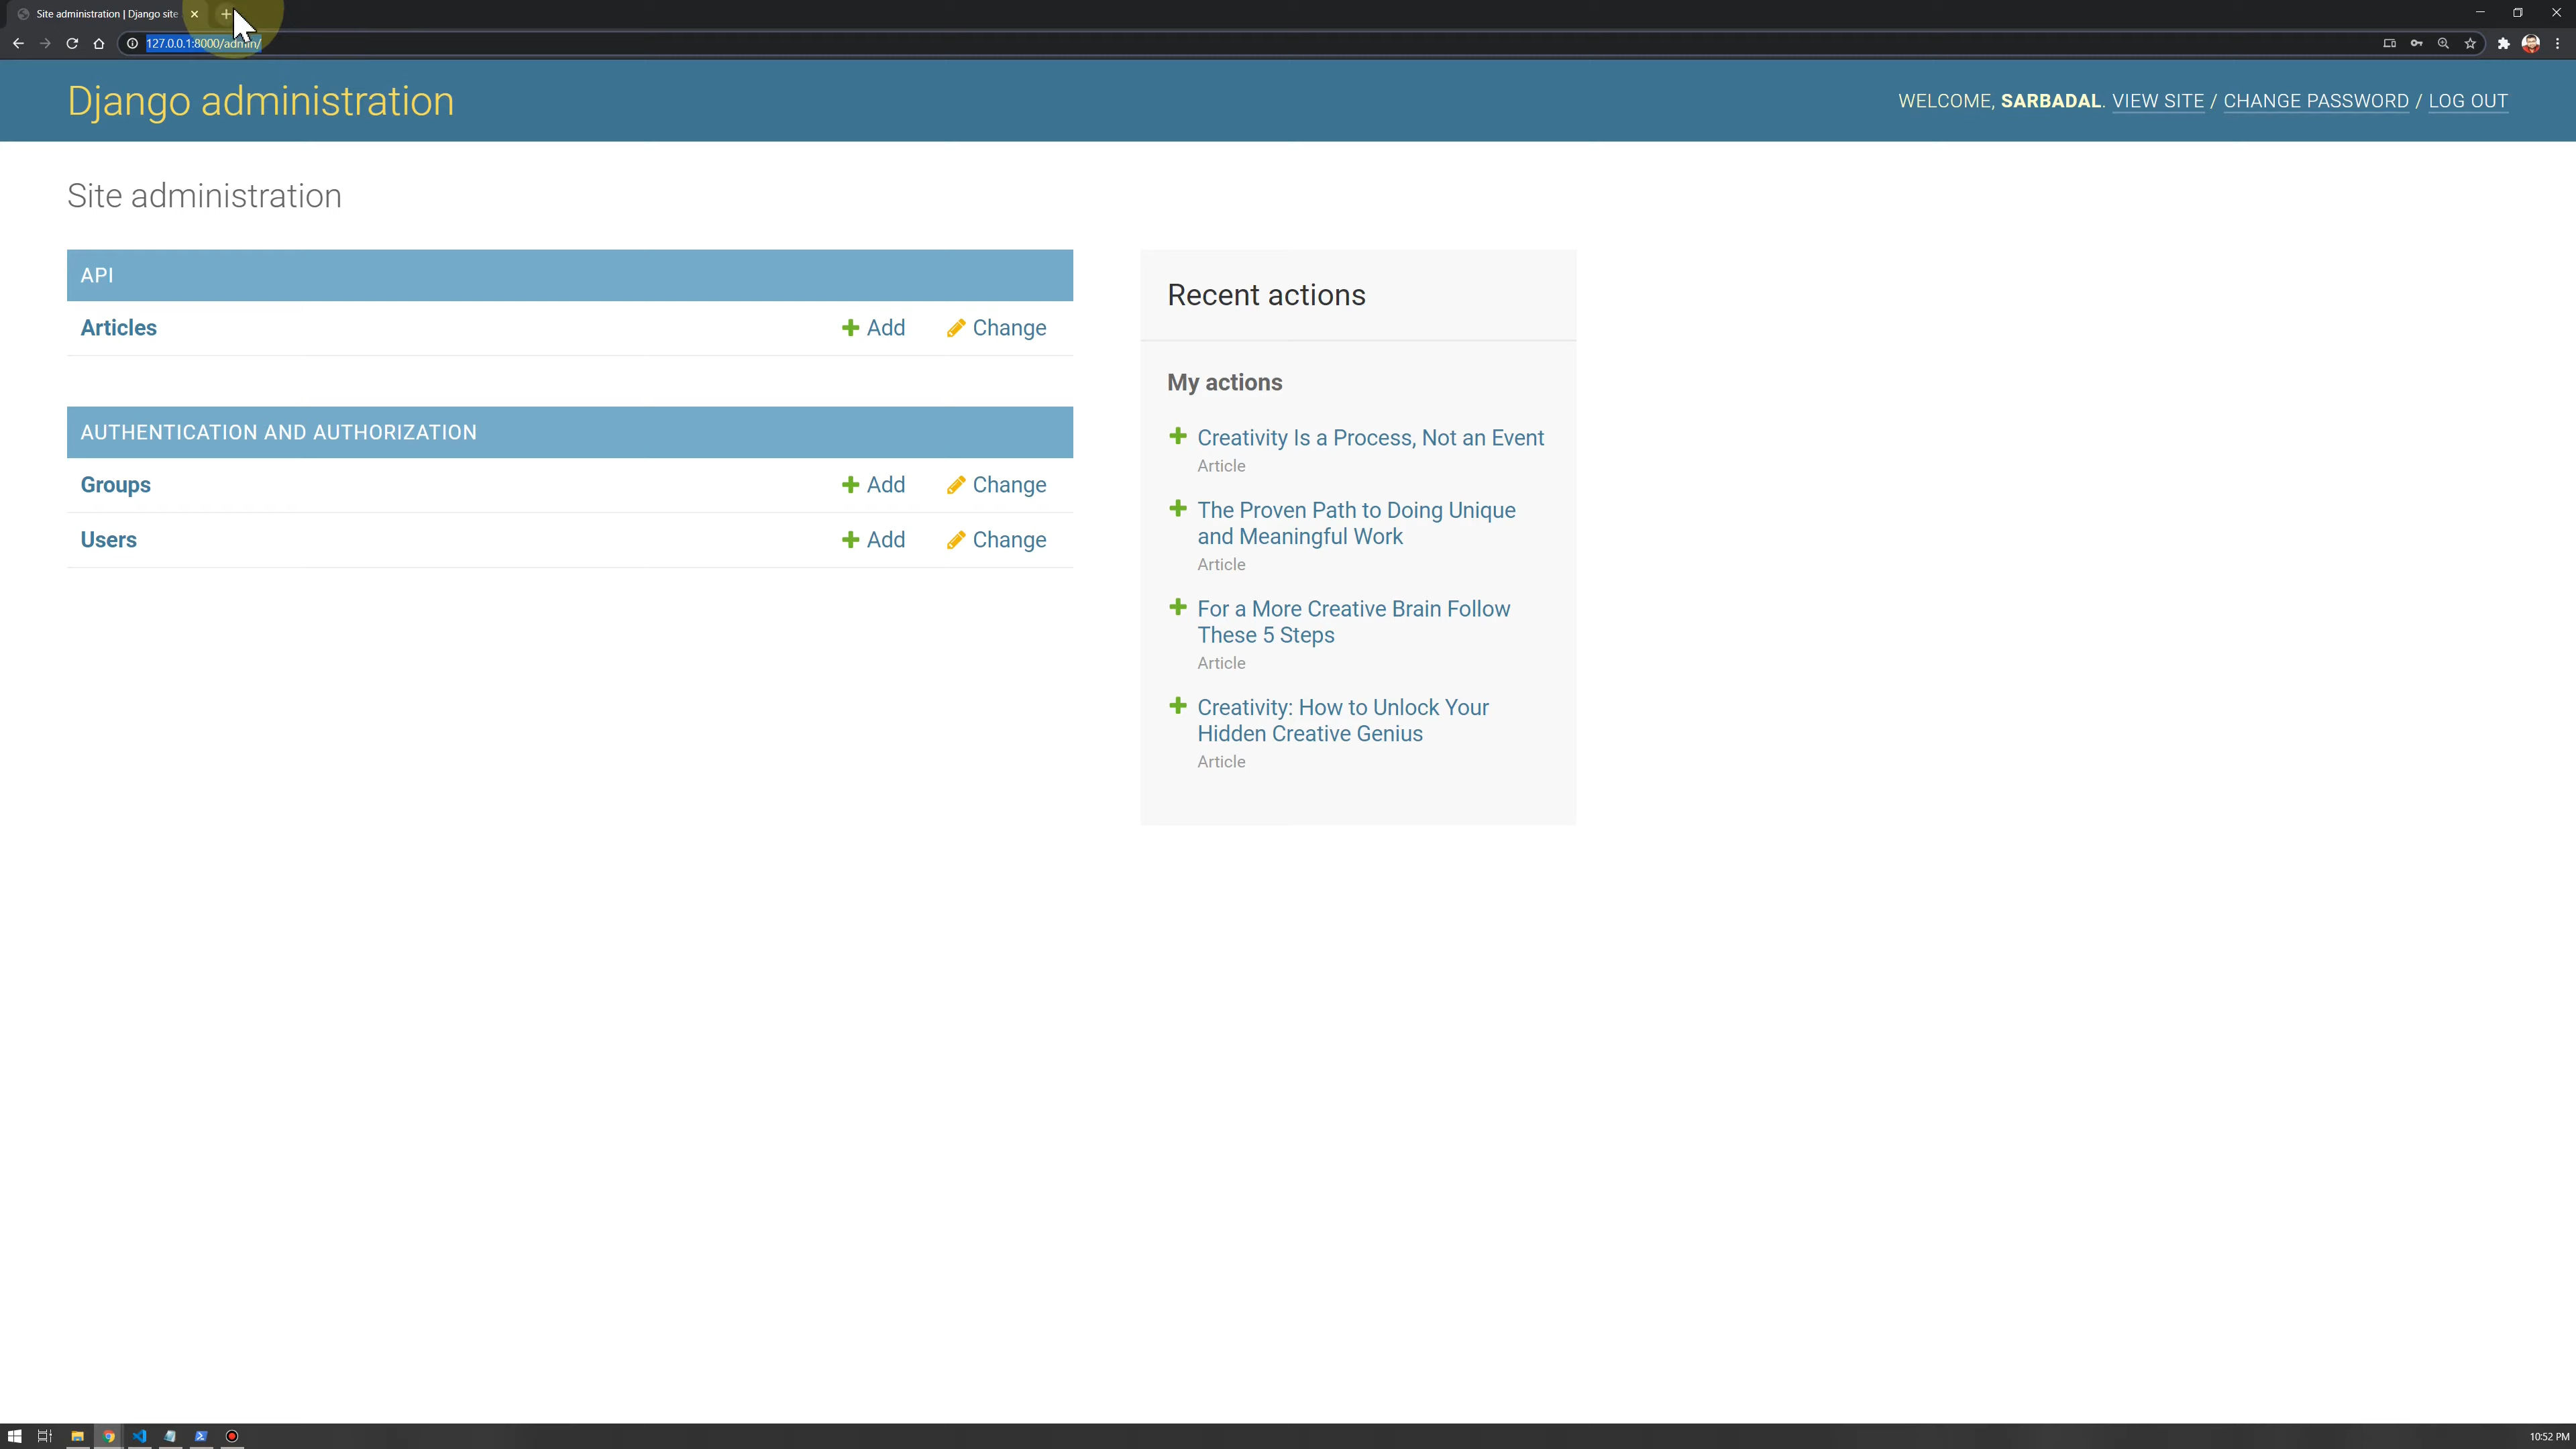 Site administration | Django site
127.0.0.1:8000/admin/
Django administration
WELCOME, SARBADAL. VIEW SITE / CHANGE PASSWORD / LOG OUT
Site administration
API
Articles Add Change
AUTHENTICATION AND AUTHORIZATION
Groups Add Change
Users Add Change
Recent actions
My actions
Creativity Is a Process, Not an Event
Article
The Proven Path to Doing Unique
and Meaningful Work
Article
For a More Creative Brain Follow
These 5 Steps
Article
Creativity: How to Unlock Your
Hidden Creative Genius
Article
10:52 PM